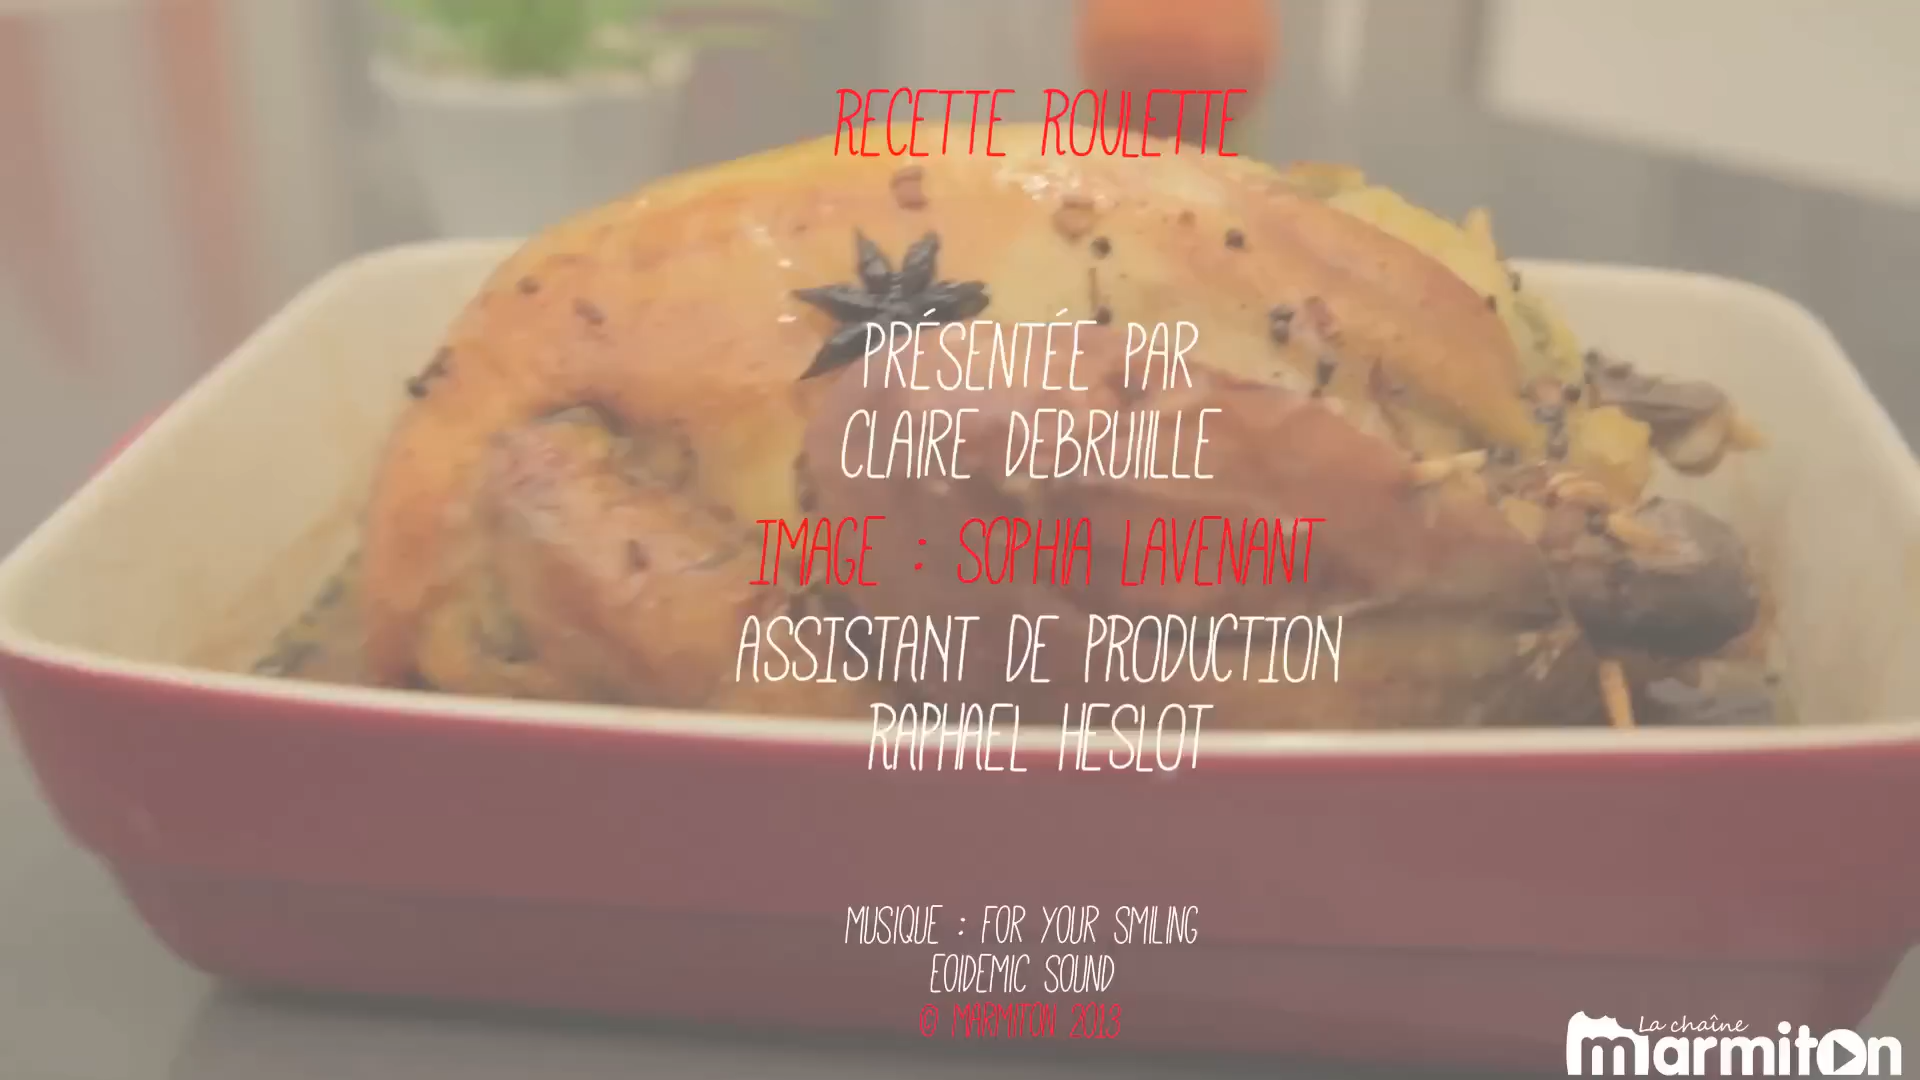 RECETTE ROULETTE
PRÉSENTÉE PAR
CLAIRE DEBRUIILLE
IMAGE : SOPHIA LAVENANT
ASSISTANT DE PRODUCTION
RAPHAEL HESLOT
MUSIQUE : FOR YOUR SMILING
EOIDEMIC SOUND
© MARMITON 2013
La chaîne
marmiton